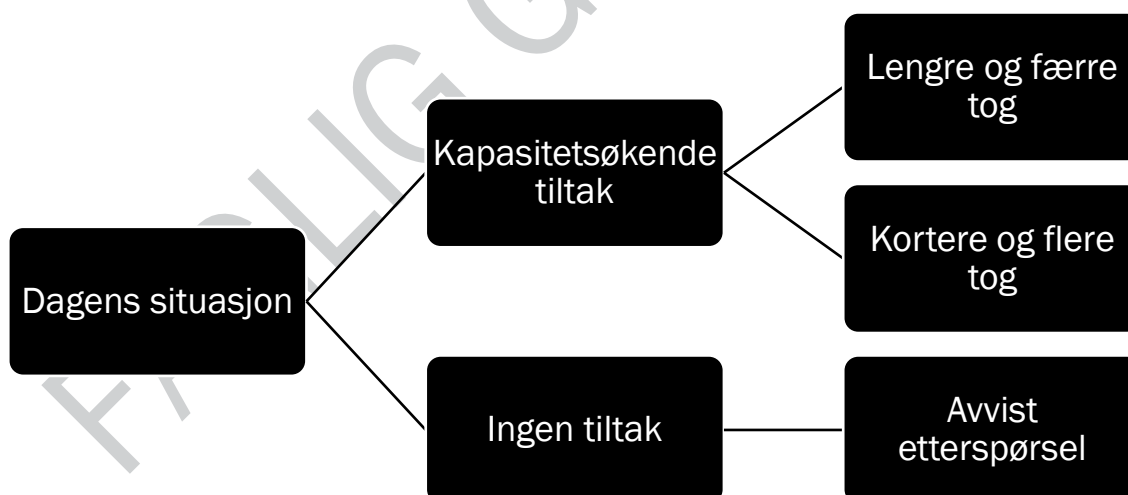 Lengre og færre
tog
Kapasitetsøkende
tiltak
Kortere og flere
tog
Dagens situasjon
Ingen tiltak
Avvist
etterspørsel